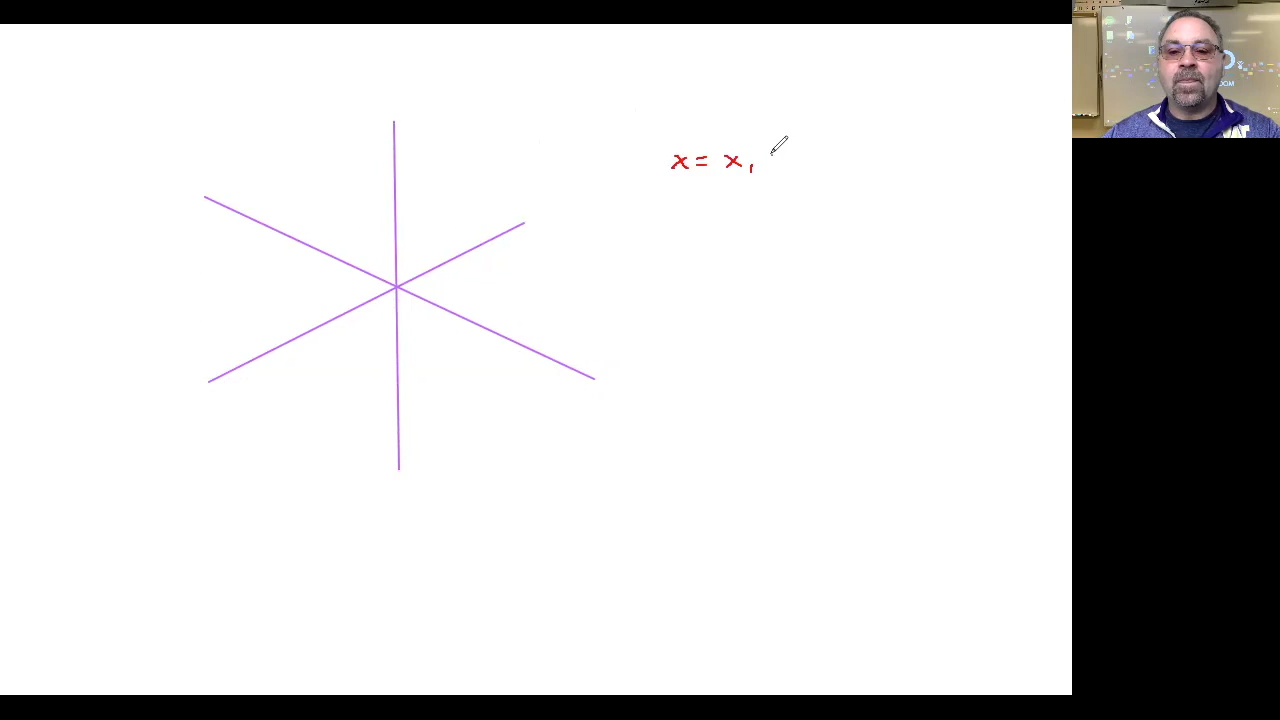 x = x₁